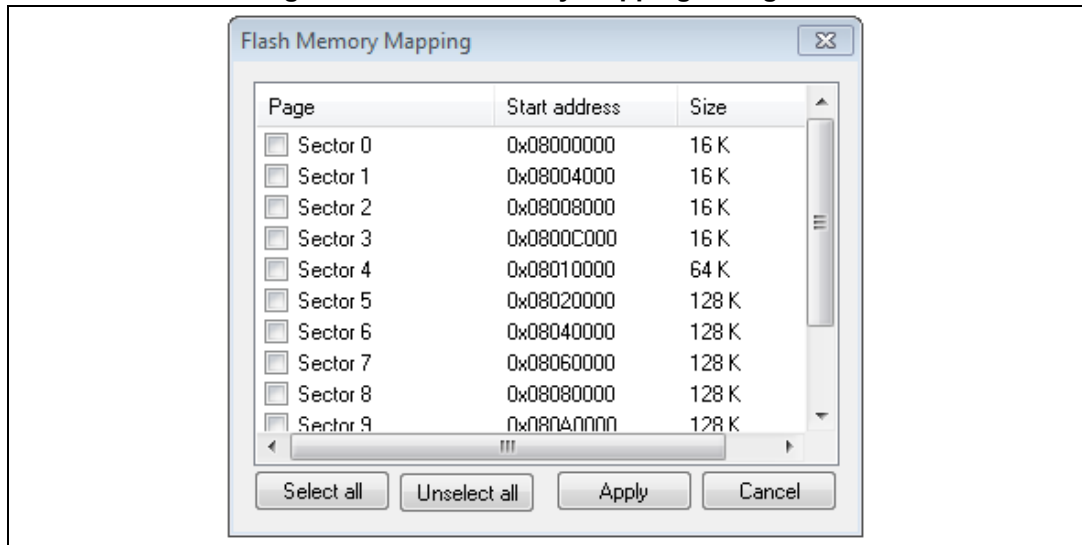 Flash Memory Mapping
Page Start address Size
Sector 0 0x08000000 16 K
Sector 1 0x08004000 16 K
Sector 2 0x08008000 16 K
Sector 3 0x0800C000 16 K
Sector 4 0x08010000 64 K
Sector 5 0x08020000 128 K
Sector 6 0x08040000 128 K
Sector 7 0x08060000 128 K
Sector 8 0x08080000 128 K
Sector 9 0x080A0000 128 K
Select all Unselect all Apply Cancel